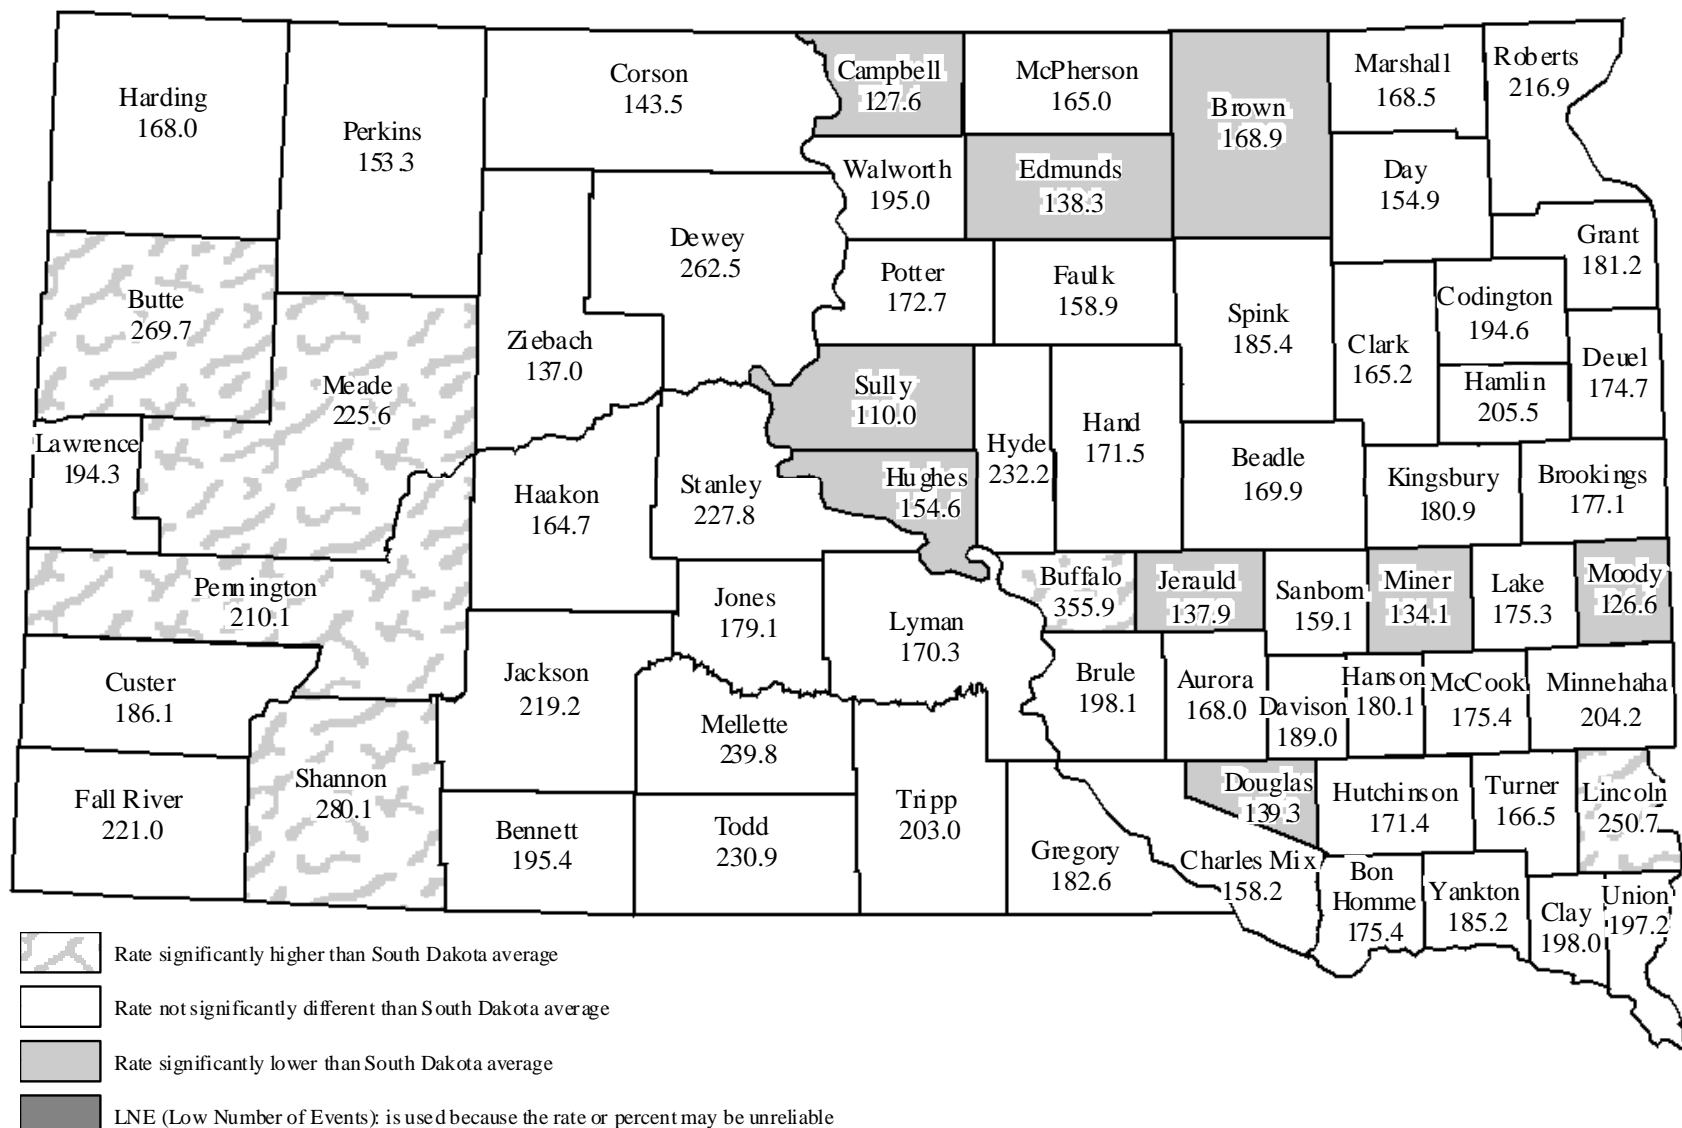 Harding
168.0
Perkins
153.3
Corson
143.5
Campbell
127.6
McPherson
165.0
Brown
168.9
Marshall
168.5
Roberts
216.9
Walworth
195.0
Edmunds
138.3
Day
154.9
Grant
181.2
Butte
269.7
Meade
225.6
Ziebach
137.0
Dewey
262.5
Potter
172.7
Faulk
158.9
Spink
185.4
Clark
165.2
Codington
194.6
Hamlin
205.5
Deuel
174.7
Lawrence
194.3
Haakon
164.7
Stanley
227.8
Sully
110.0
Hughes
154.6
Hyde
232.2
Hand
171.5
Beadle
169.9
Kingsbury
180.9
Brookings
177.1
Pennington
210.1
Jones
179.1
Lyman
170.3
Buffalo
355.9
Jerauld
137.9
Sanborn
159.1
Miner
134.1
Lake
175.3
Moody
126.6
Custer
186.1
Jackson
219.2
Mellette
239.8
Brule
198.1
Aurora
168.0
Davison
189.0
Hanson
180.1
McCook
175.4
Minnehaha
204.2
Fall River
221.0
Shannon
280.1
Bennett
195.4
Todd
230.9
Tripp
203.0
Gregory
182.6
Charles Mix
158.2
Douglas
139.3
Hutchinson
171.4
Turner
166.5
Lincoln
250.7
Bon
Homme
175.4
Yankton
185.2
Clay
198.0
Union
197.2
Rate significantly higher than South Dakota average
Rate not significantly different than South Dakota average
Rate significantly lower than South Dakota average
LNE (Low Number of Events): is used because the rate or percent may be unreliable